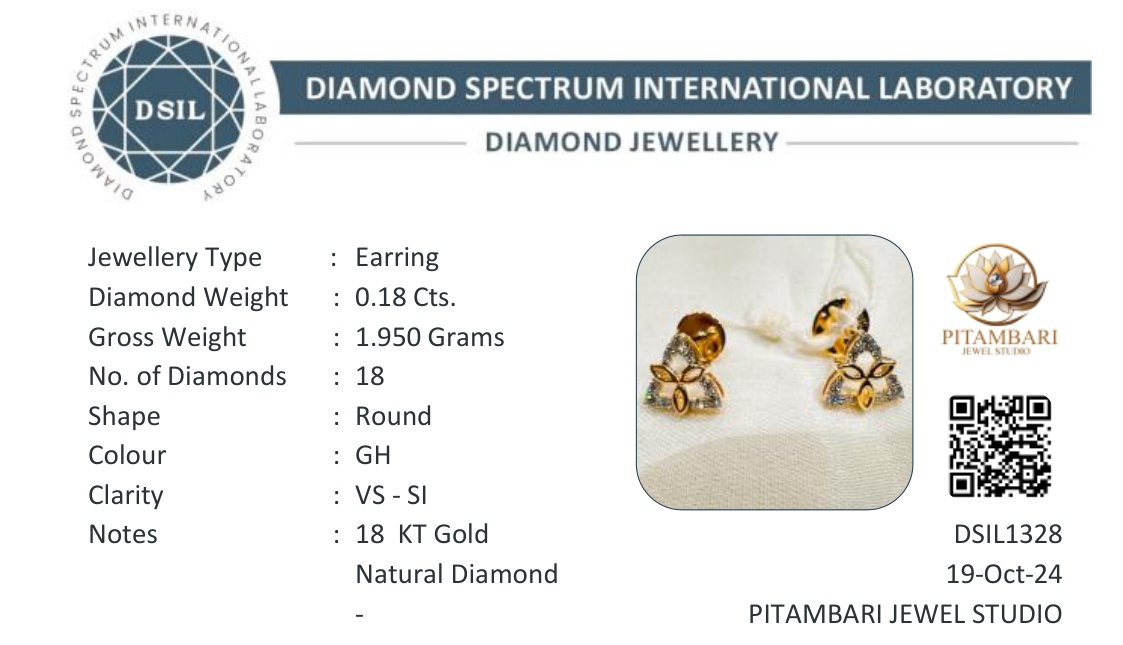 DIAMOND SPECTRUM INTERNATIONAL LABORATORY
DSIL
DIAMOND SPECTRUM INTERNATIONAL LABORATORY
DIAMOND JEWELLERY
Jewellery Type : Earring
Diamond Weight : 0.18 Cts.
Gross Weight : 1.950 Grams
No. of Diamonds : 18
Shape : Round
Colour : GH
Clarity : VS - SI
Notes : 18 KT Gold
Natural Diamond
-
PITAMBARI
JEWEL STUDIO
DSIL1328
19-Oct-24
PITAMBARI JEWEL STUDIO